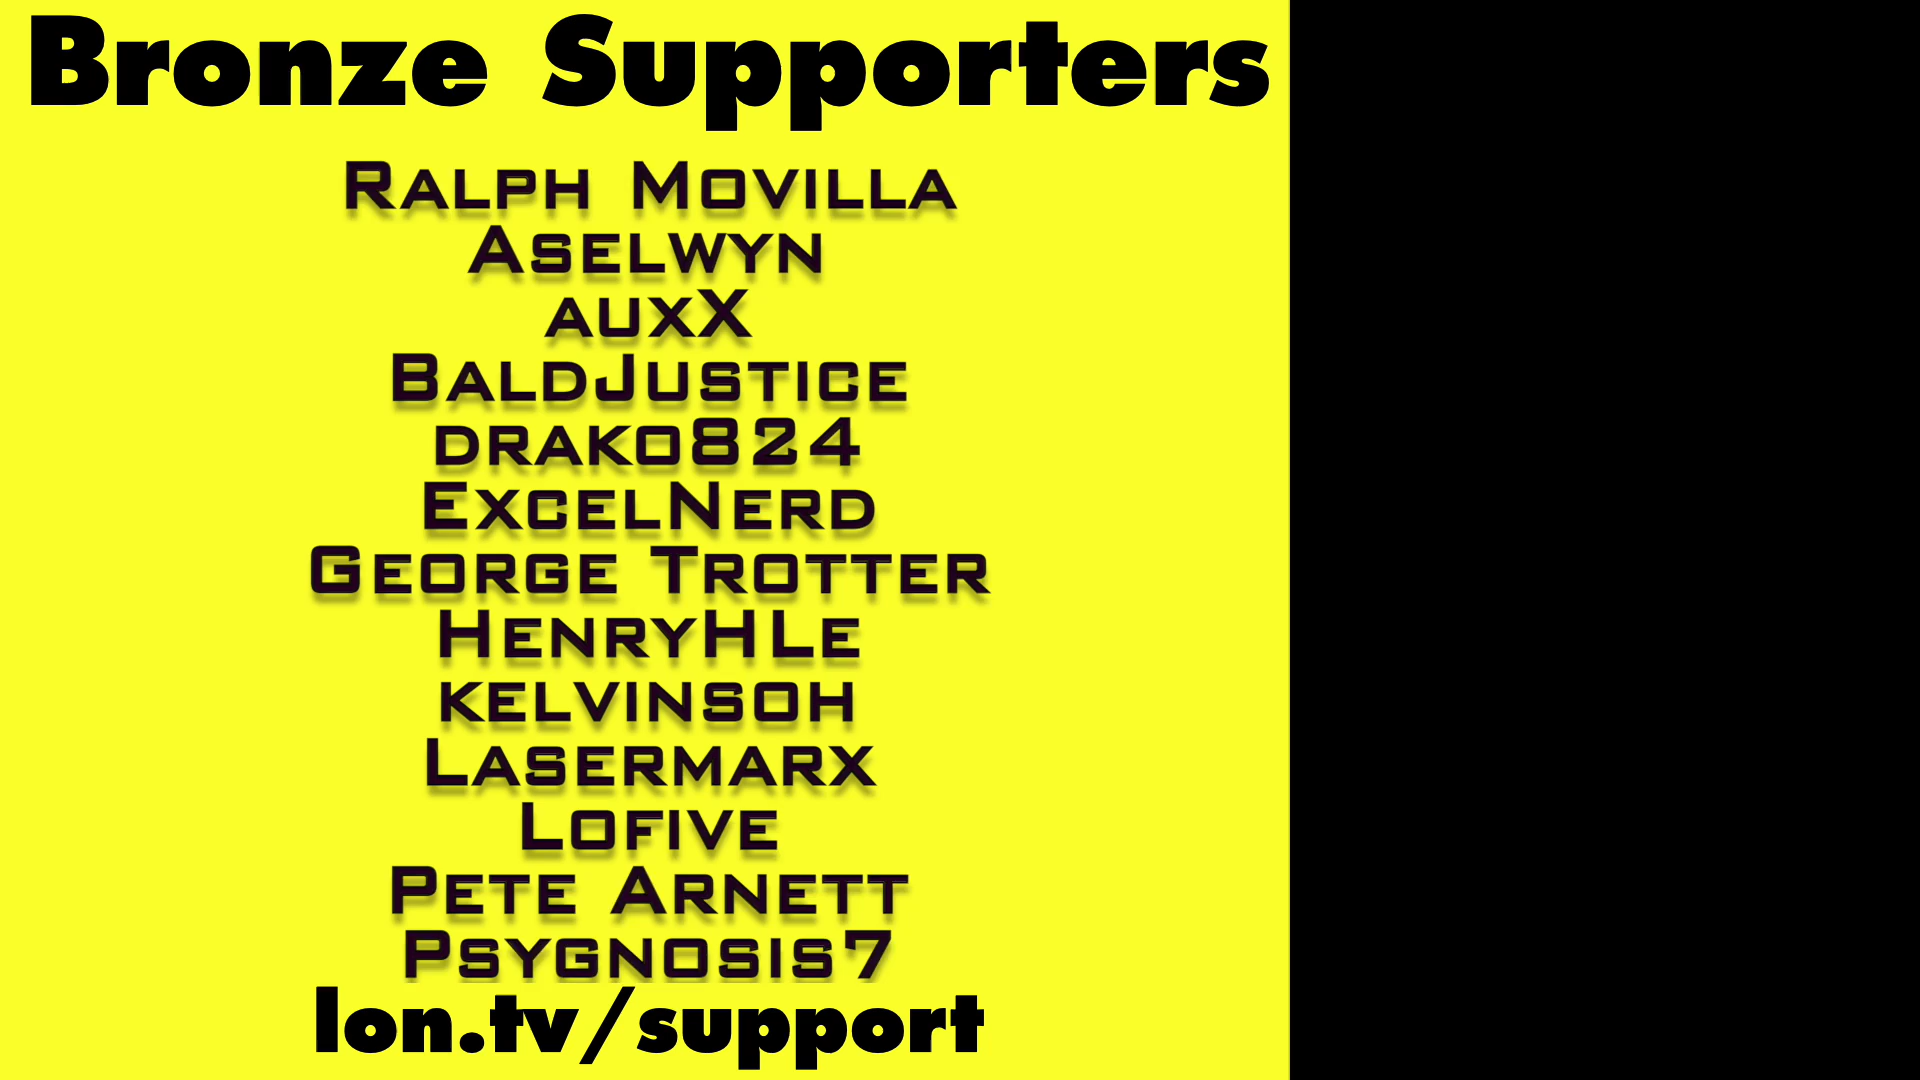 Bronze Supporters
Ralph Movilla
Aselwyn
auxX
BaldJustice
drako824
ExcelNerd
George Trotter
HenryHLe
kelvinsoh
Lasermarx
Lofive
Pete Arnett
Psygnosis7
lon.tv/support